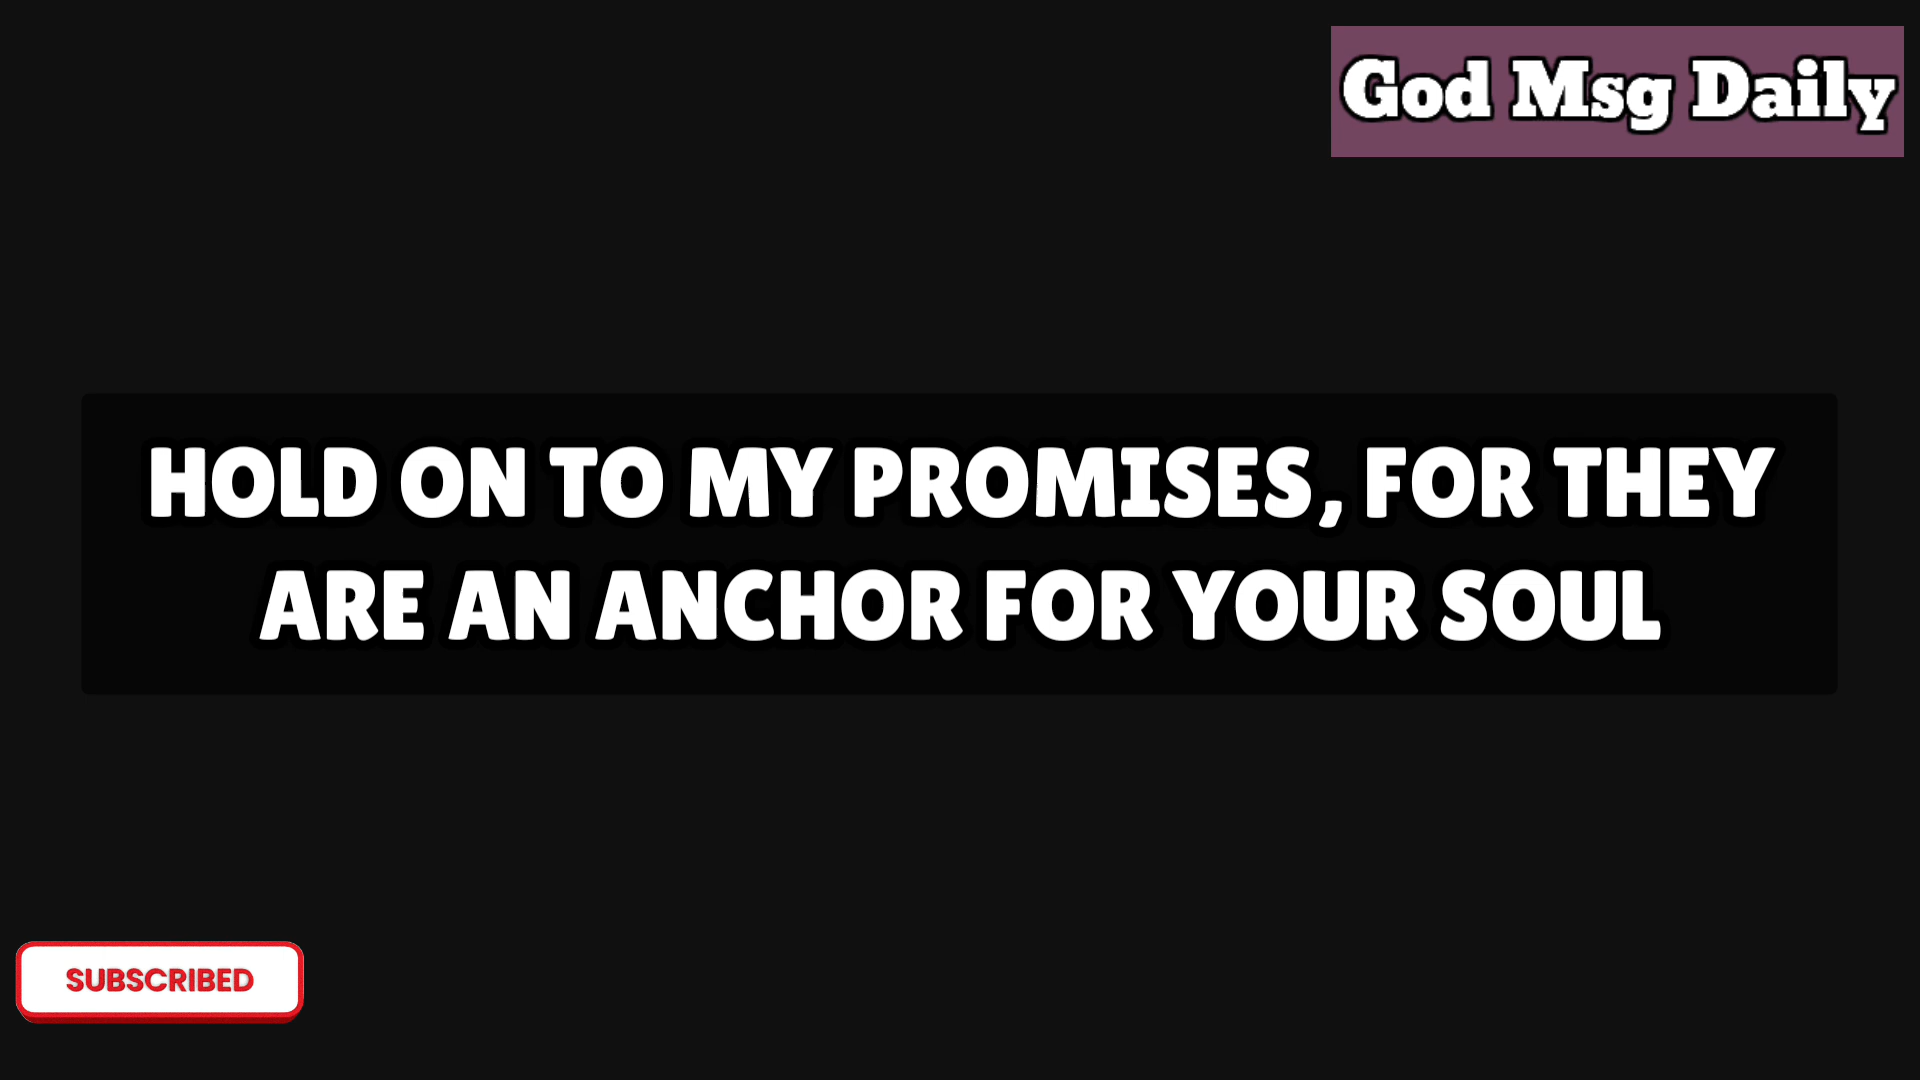 God Msg Daily
HOLD ON TO MY PROMISES, FOR THEY
ARE AN ANCHOR FOR YOUR SOUL
SUBSCRIBED